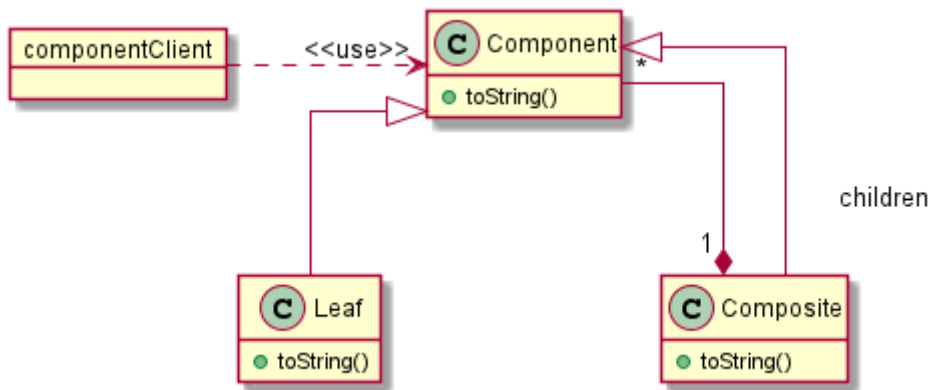 componentClient
<<use>>
C Component
*
toString()
children
1
C Leaf
toString()
C Composite
toString()